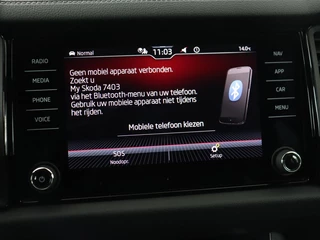 RADIO
MEDIA
PHONE
VOICE
Normal
11:03
14.0
Geen mobiel apparaat verbonden.
Zoekt u
My Skoda 7403
via het Bluetooth-menu van uw telefoon.
Gebruik uw mobiele apparaat niet tijdens
het rijden.
Mobiele telefoon kiezen
SOS
Noodopr.
Setup
NAV
APP
CAR
MENU